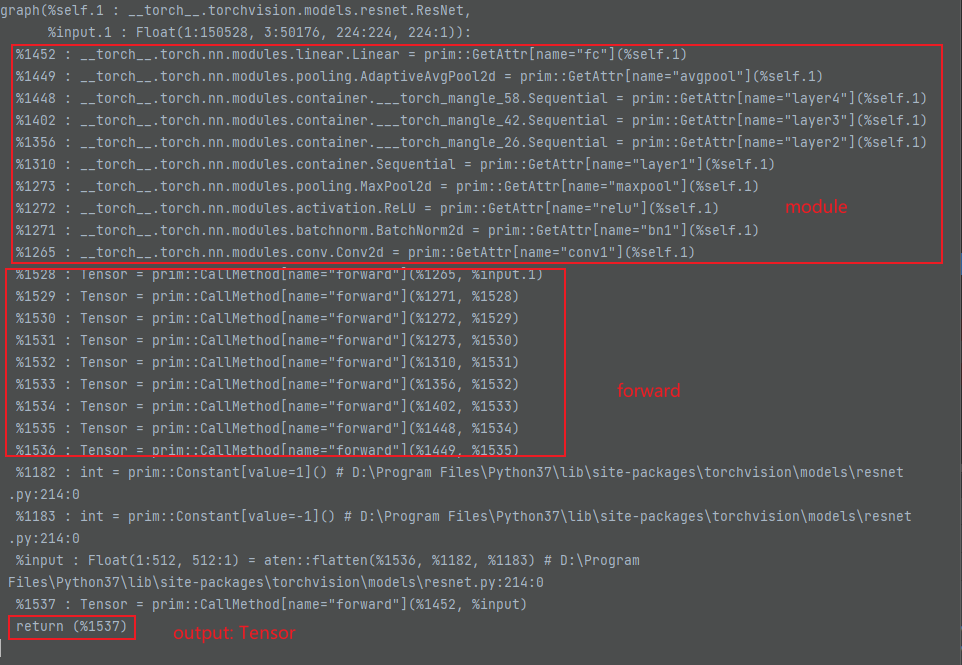 graph(%self.1 : __torch__.torchvision.models.resnet.ResNet,
%input.1 : Float(1:150528, 3:50176, 224:224, 224:1)):
%1452 : __torch__.torch.nn.modules.linear.Linear = prim::GetAttr[name="fc"](%self.1)
%1449 : __torch__.torch.nn.modules.pooling.AdaptiveAvgPool2d = prim::GetAttr[name="avgpool"](%self.1)
%1448 : __torch__.torch.nn.modules.container.___torch_mangle_58.Sequential = prim::GetAttr[name="layer4"](%self.1)
%1402 : __torch__.torch.nn.modules.container.___torch_mangle_42.Sequential = prim::GetAttr[name="layer3"](%self.1)
%1356 : __torch__.torch.nn.modules.container.___torch_mangle_26.Sequential = prim::GetAttr[name="layer2"](%self.1)
%1310 : __torch__.torch.nn.modules.container.Sequential = prim::GetAttr[name="layer1"](%self.1)
%1273 : __torch__.torch.nn.modules.pooling.MaxPool2d = prim::GetAttr[name="maxpool"](%self.1)
%1272 : __torch__.torch.nn.modules.activation.ReLU = prim::GetAttr[name="relu"](%self.1)
module
%1271 : __torch__.torch.nn.modules.batchnorm.BatchNorm2d = prim::GetAttr[name="bn1"](%self.1)
%1265 : __torch__.torch.nn.modules.conv.Conv2d = prim::GetAttr[name="conv1"](%self.1)
%1528 : Tensor = prim::CallMethod[name="forward"](%1265, %input.1)
%1529 : Tensor = prim::CallMethod[name="forward"](%1271, %1528)
%1530 : Tensor = prim::CallMethod[name="forward"](%1272, %1529)
%1531 : Tensor = prim::CallMethod[name="forward"](%1273, %1530)
%1532 : Tensor = prim::CallMethod[name="forward"](%1310, %1531)
%1533 : Tensor = prim::CallMethod[name="forward"](%1356, %1532)
forward
%1534 : Tensor = prim::CallMethod[name="forward"](%1402, %1533)
%1535 : Tensor = prim::CallMethod[name="forward"](%1448, %1534)
%1536 : Tensor = prim::CallMethod[name="forward"](%1449, %1535)
%1182 : int = prim::Constant[value=1]() # D:\Program Files\Python37\lib\site-packages\torchvision\models\resnet
.py:214:0
%1183 : int = prim::Constant[value=-1]() # D:\Program Files\Python37\lib\site-packages\torchvision\models\resnet
.py:214:0
%input : Float(1:512, 512:1) = aten::flatten(%1536, %1182, %1183) # D:\Program
Files\Python37\lib\site-packages\torchvision\models\resnet.py:214:0
%1537 : Tensor = prim::CallMethod[name="forward"](%1452, %input)
return (%1537)
output: Tensor